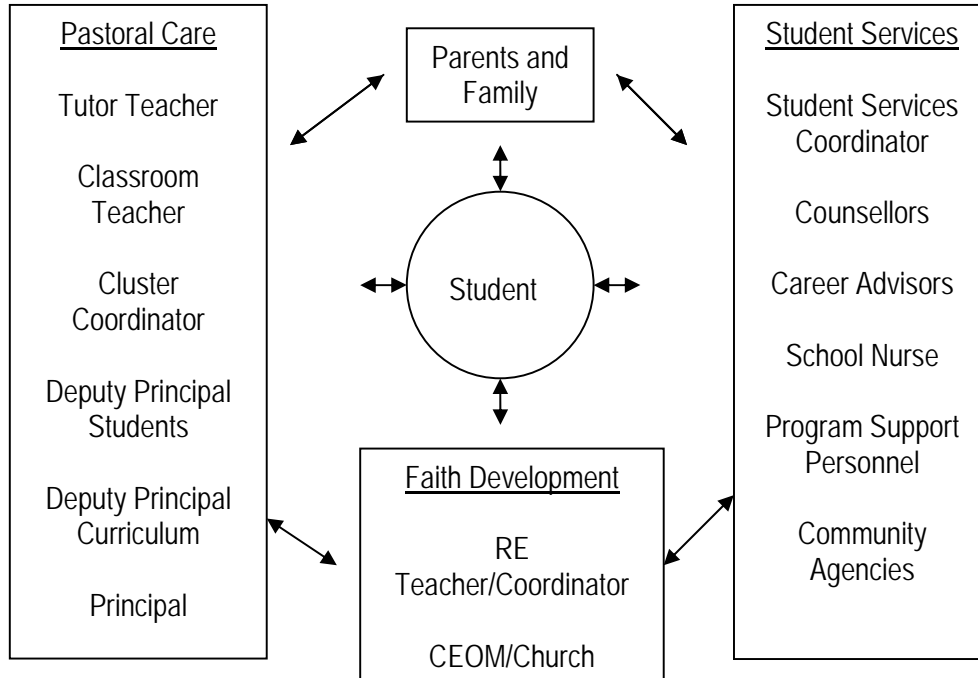 Pastoral Care
Tutor Teacher
Classroom
Teacher
Cluster
Coordinator
Deputy Principal
Students
Deputy Principal
Curriculum
Principal
Parents and
Family
Student
Faith Development
RE
Teacher/Coordinator
CEOM/Church
Student Services
Student Services
Coordinator
Counsellors
Career Advisors
School Nurse
Program Support
Personnel
Community
Agencies